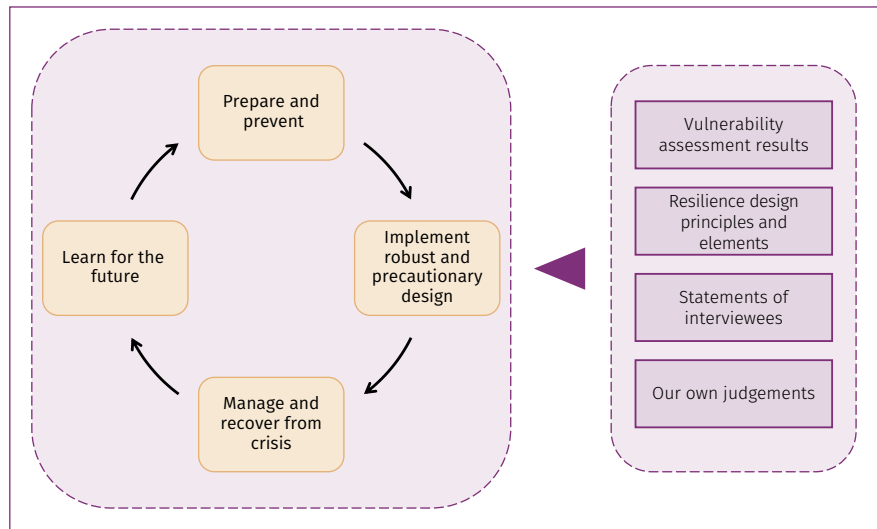 Prepare and
prevent
Implement
robust and
precautionary
design
Manage and
recover from
crisis
Learn for the
future
Vulnerability
assessment results
Resilience design
principles and
elements
Statements of
interviewees
Our own judgements